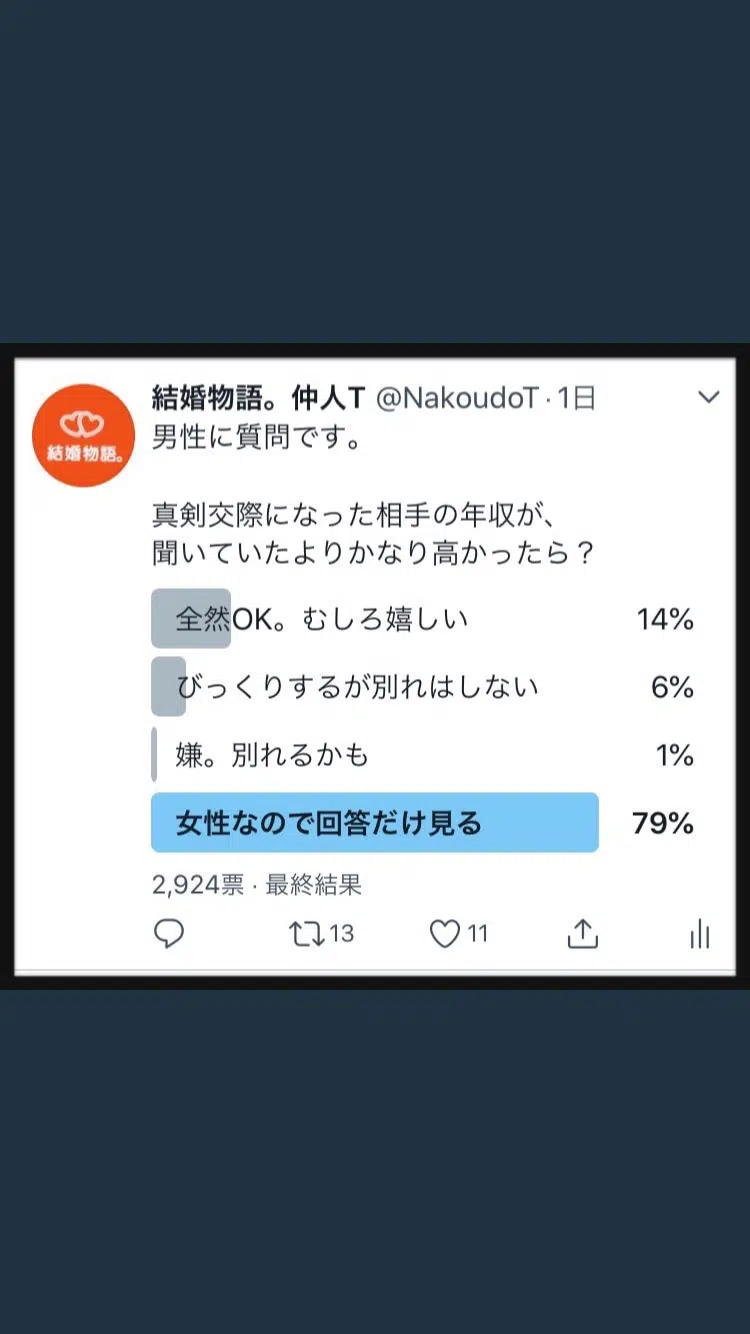 結婚物語。
結婚物語。仲人T @NakoudoT · 1日
男性に質問です。
真剣交際になった相手の年収が、
聞いていたよりかなり高かったら？
全然OK。むしろ嬉しい 14%
びっくりするが別れはしない 6%
嫌。別れるかも 1%
女性なので回答だけ見る 79%
2,924票 · 最終結果
13 11